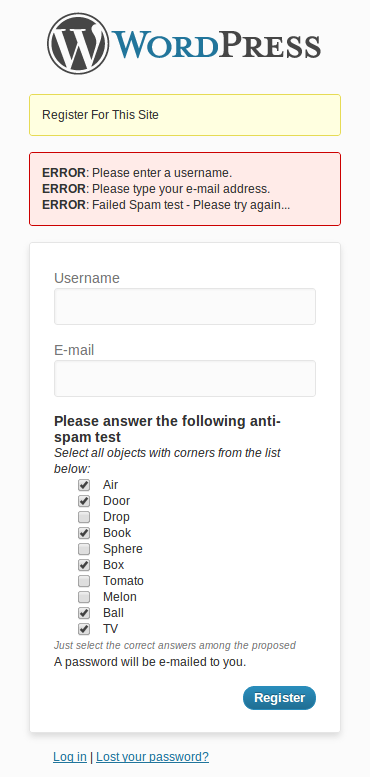 WORDPRESS
Register For This Site
ERROR: Please enter a username.
ERROR: Please type your e-mail address.
ERROR: Failed Spam test - Please try again...
Username
E-mail
Please answer the following anti-
spam test
Select all objects with corners from the list
below:
Air
Door
Drop
Book
Sphere
Box
Tomato
Melon
Ball
TV
Just select the correct answers among the proposed
A password will be e-mailed to you.
Register
Log in | Lost your password?